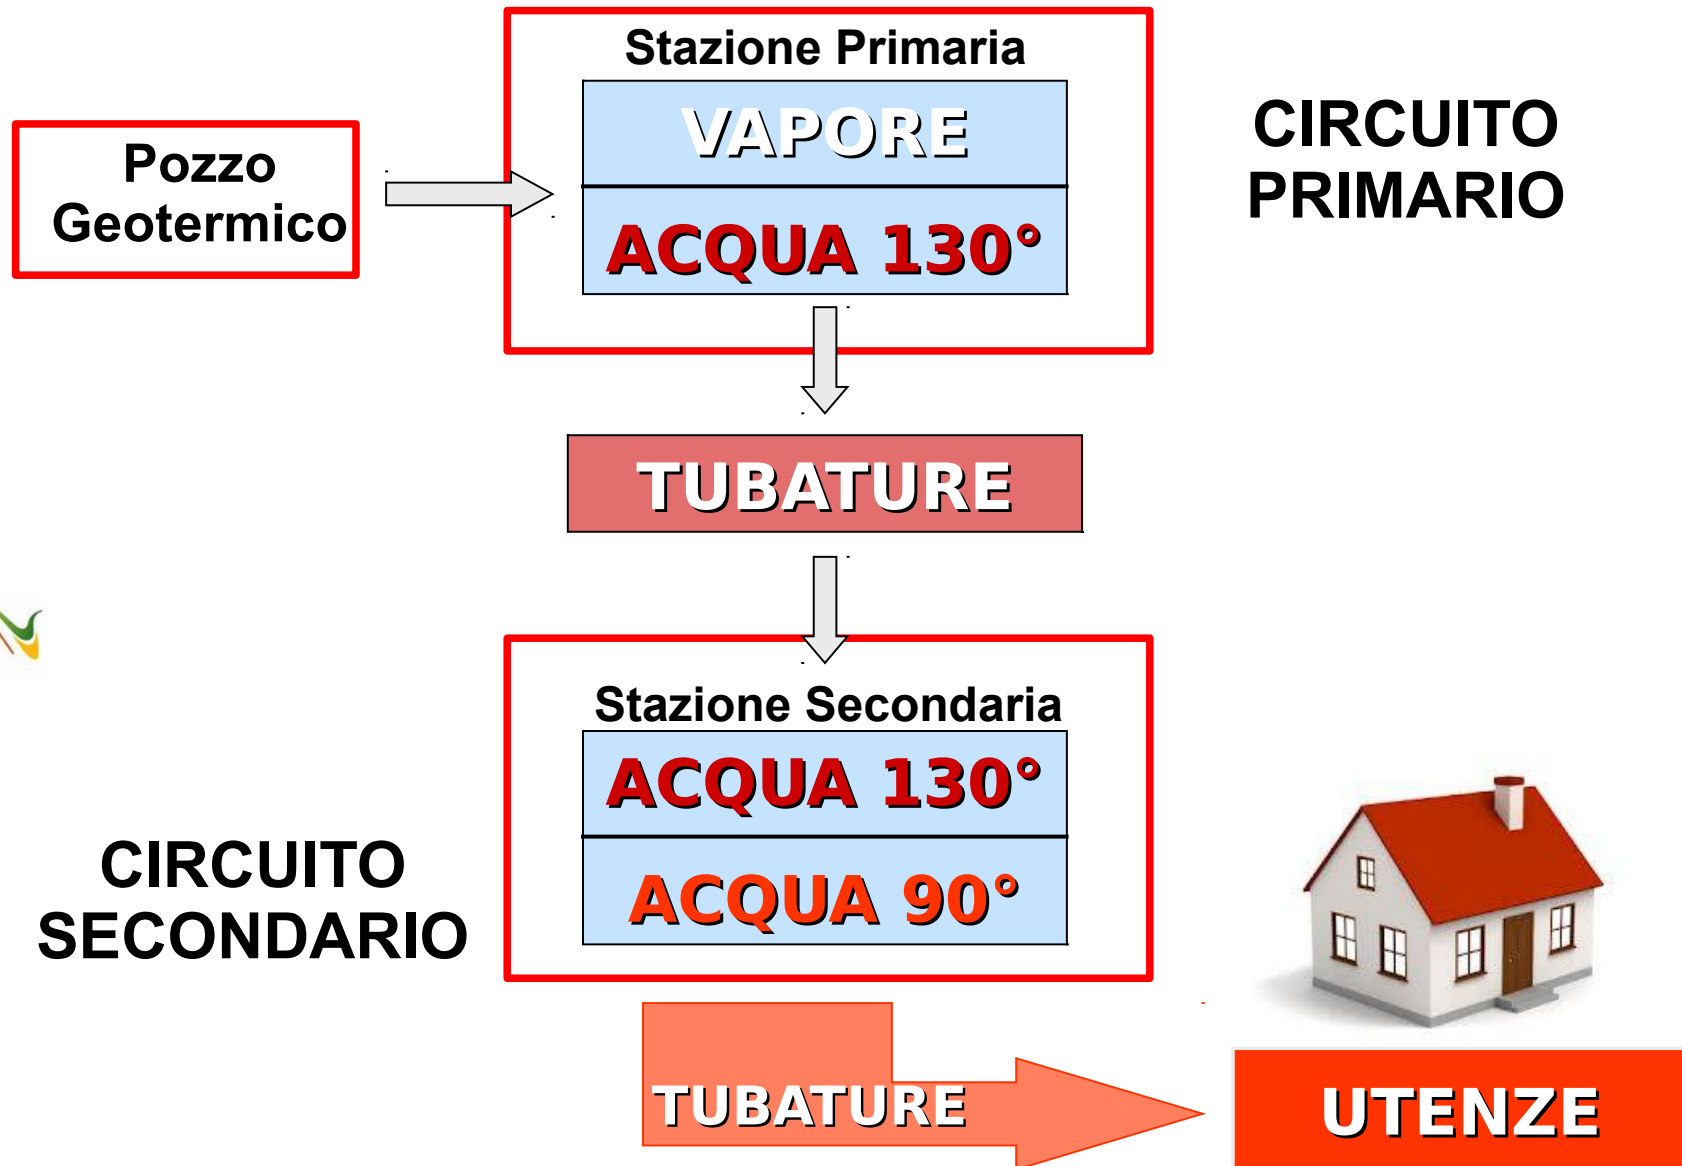 Stazione Primaria
VAPORE
ACQUA 130°
CIRCUITO
PRIMARIO
Pozzo
Geotermico
TUBATURE
Stazione Secondaria
ACQUA 130°
ACQUA 90°
CIRCUITO
SECONDARIO
TUBATURE
UTENZE